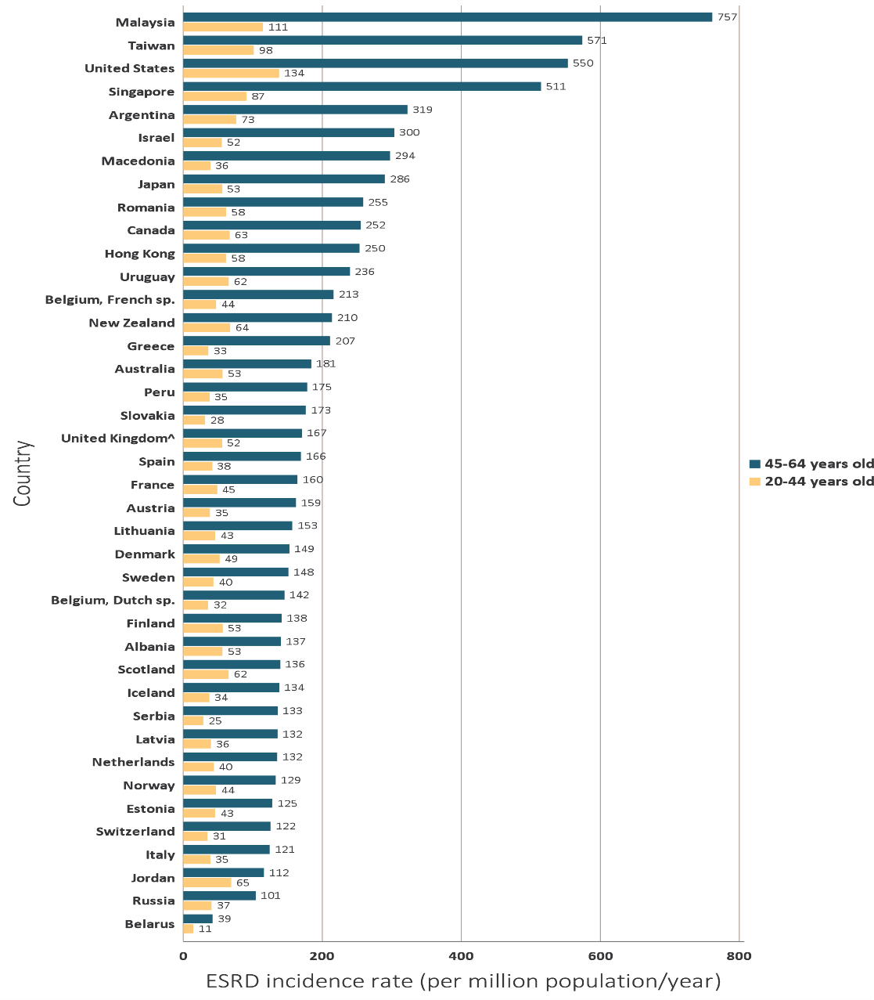 Malaysia 757
111
Taiwan 571
98
United States 550
134
Singapore 511
87
Argentina 319
73
Israel 300
52
Macedonia 294
36
Japan 286
53
Romania 255
58
Canada 252
63
Hong Kong 250
58
Uruguay 236
62
Belgium, French sp. 213
44
New Zealand 210
64
Greece 207
33
Australia 181
53
Peru 175
35
Slovakia 173
28
United Kingdom^ 167
52
Spain 166
38
France 160
45
Austria 159
35
Lithuania 153
43
Denmark 149
49
Sweden 148
40
Belgium, Dutch sp. 142
32
Finland 138
53
Albania 137
53
Scotland 136
62
Iceland 134
34
Serbia 133
25
Latvia 132
36
Netherlands 132
40
Norway 129
44
Estonia 125
43
Switzerland 122
31
Italy 121
35
Jordan 112
65
Russia 101
37
Belarus 39
11
0 200 400 600 800
ESRD incidence rate (per million population/year)
Country
45-64 years old
20-44 years old